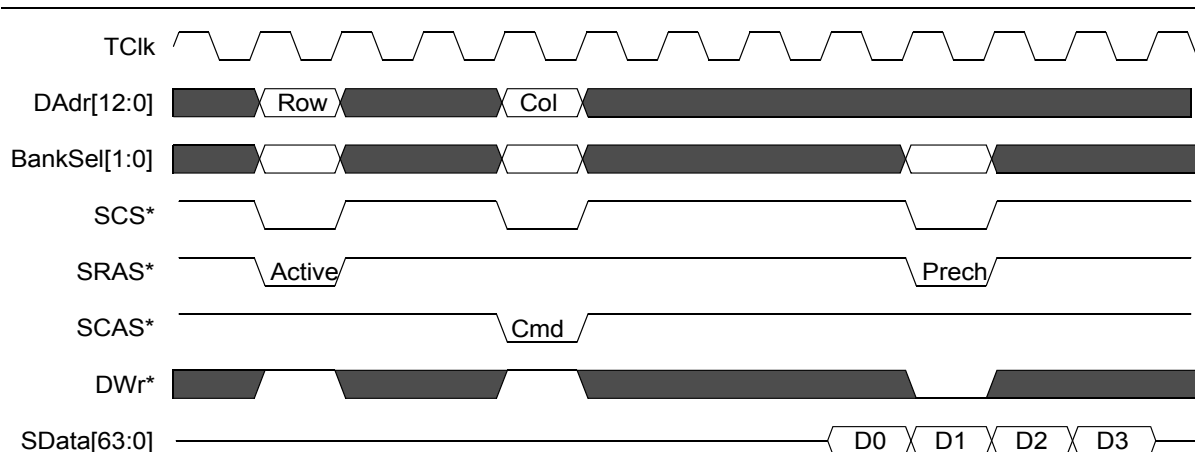 TClk
DAdr[12:0] Row Col
BankSel[1:0]
SCS*
SRAS* Active Prech
SCAS* Cmd
DWr*
SData[63:0] D0 D1 D2 D3